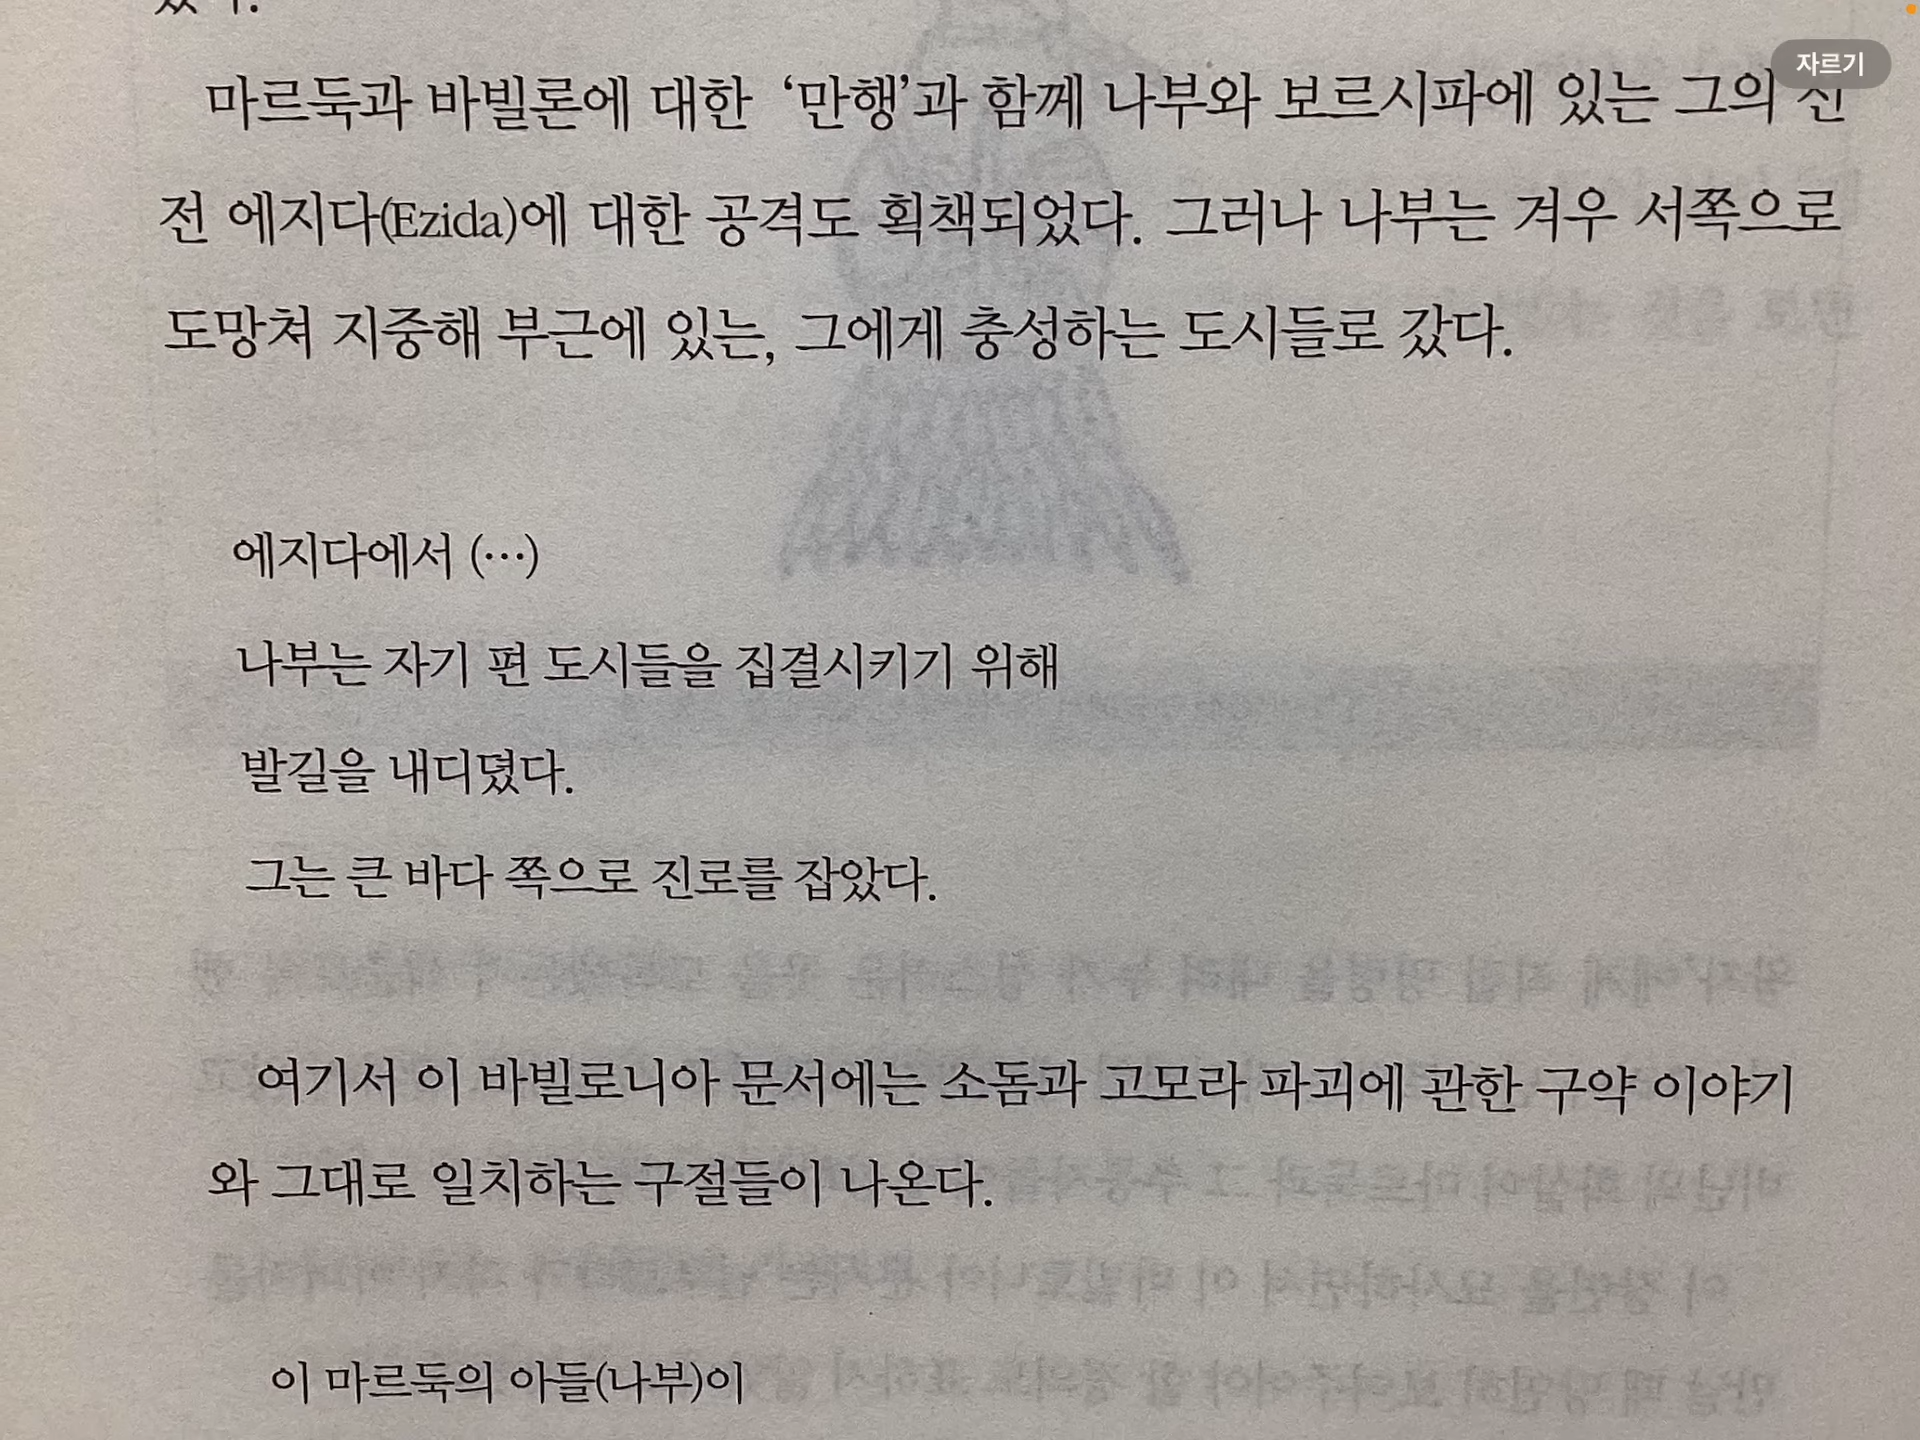 자르기
마르둑과 바빌론에 대한 ‘만행’과 함께 나부와 보르시파에 있는 그의 신
전 에지다(Ezida)에 대한 공격도 획책되었다. 그러나 나부는 겨우 서쪽으로
도망쳐 지중해 부근에 있는, 그에게 충성하는 도시들로 갔다.
에지다에서 (…)
나부는 자기 편 도시들을 집결시키기 위해
발길을 내디뎠다.
그는 큰 바다 쪽으로 진로를 잡았다.
여기서 이 바빌로니아 문서에는 소돔과 고모라 파괴에 관한 구약 이야기
와 그대로 일치하는 구절들이 나온다.
이 마르둑의 아들(나부)이